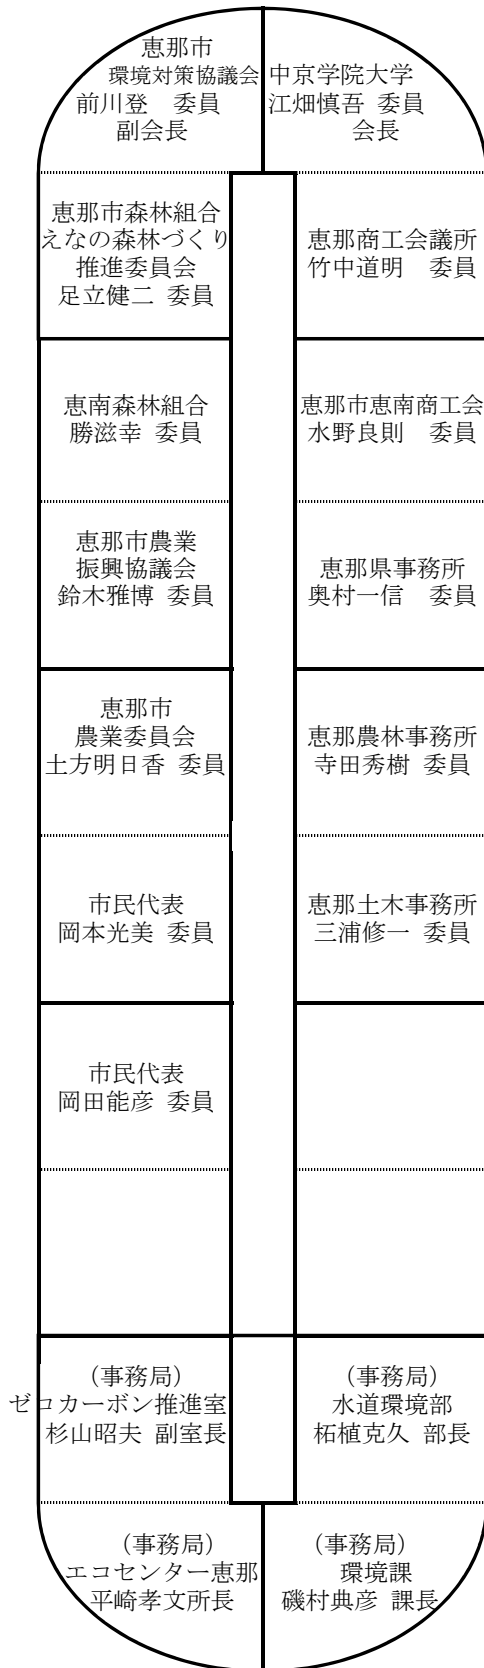 恵那市
環境対策協議会
前川登　委員
副会長
中京学院大学
江畑慎吾 委員
会長
恵那市森林組合
えなの森林づくり
推進委員会
足立健二 委員
恵那商工会議所
竹中道明　委員
恵南森林組合
勝滋幸 委員
恵那市恵南商工会
水野良則　委員
恵那市農業
振興協議会
鈴木雅博 委員
恵那県事務所
奥村一信　委員
恵那市
農業委員会
土方明日香 委員
恵那農林事務所
寺田秀樹 委員
市民代表
岡本光美 委員
恵那土木事務所
三浦修一 委員
市民代表
岡田能彦 委員
（事務局）
ゼロカーボン推進室
杉山昭夫 副室長
（事務局）
水道環境部
柘植克久 部長
（事務局）
エコセンター恵那
平崎孝文所長
（事務局）
環境課
磯村典彦 課長